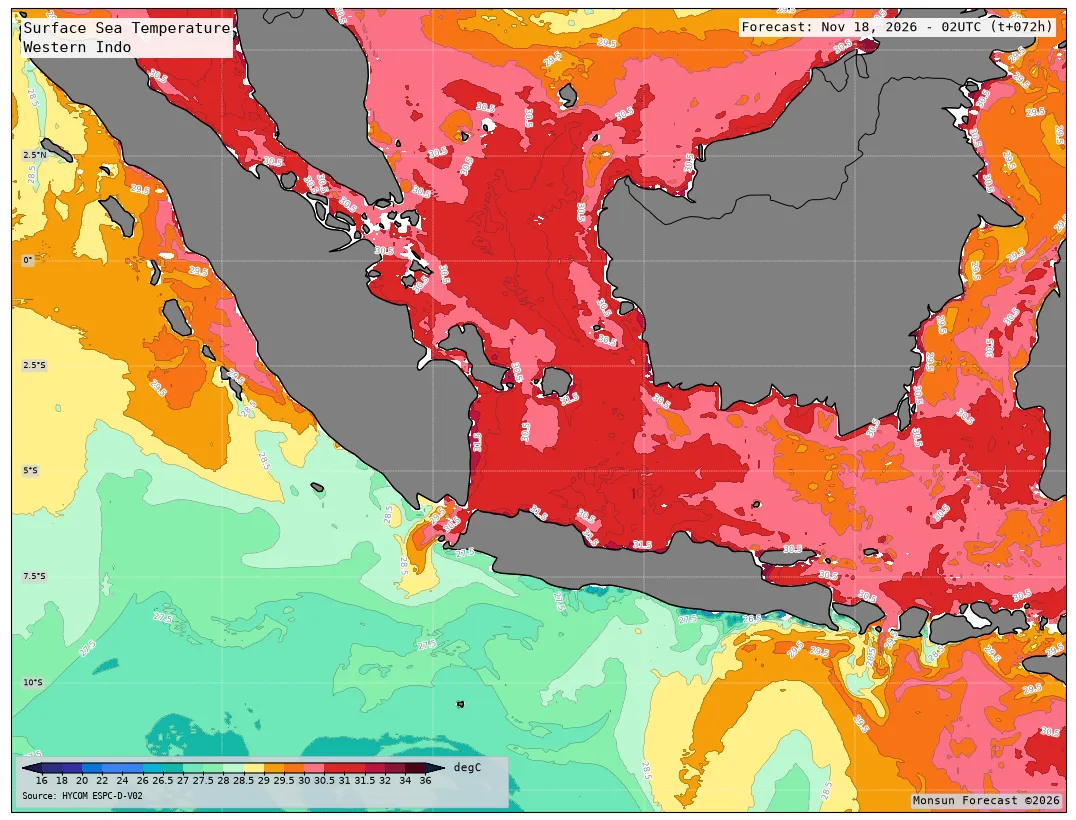 Surface Sea Temperature
Western Indo
Forecast: Nov 18, 2026 - 02UTC (t+072h)
2.5°N
0°
2.5°S
5°S
7.5°S
10°S
degC
16 18 20 22 24 26 26.5 27 27.5 28 28.5 29 29.5 30 30.5 31 31.5 32 34 36
Source: HYCOM ESPC-D-V02
Monsun Forecast ©2026